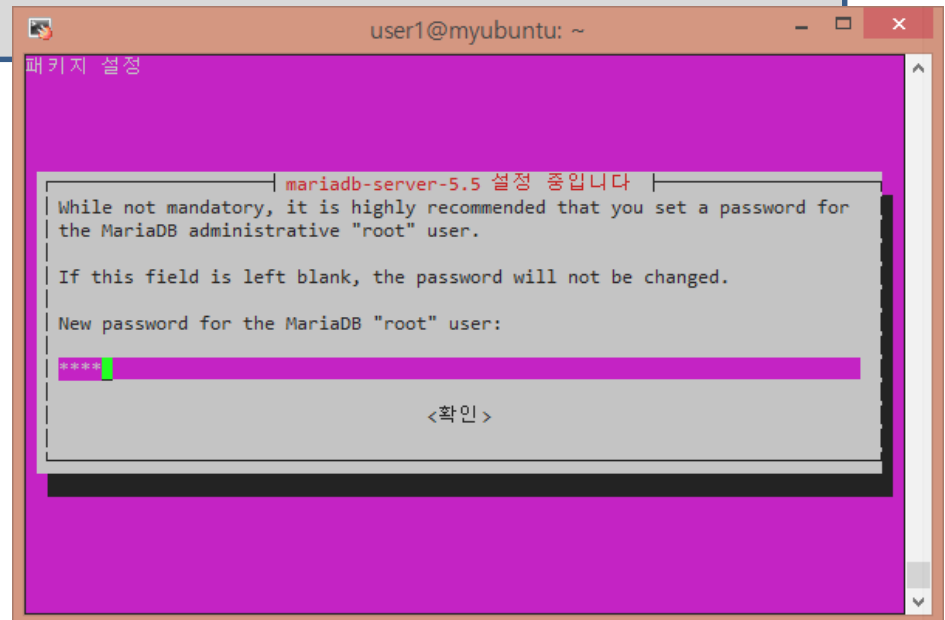 user1@myubuntu: ~
패키지 설정
mariadb-server-5.5 설정 중입니다
While not mandatory, it is highly recommended that you set a password for
the MariaDB administrative "root" user.
If this field is left blank, the password will not be changed.
New password for the MariaDB "root" user:
****
<확인>